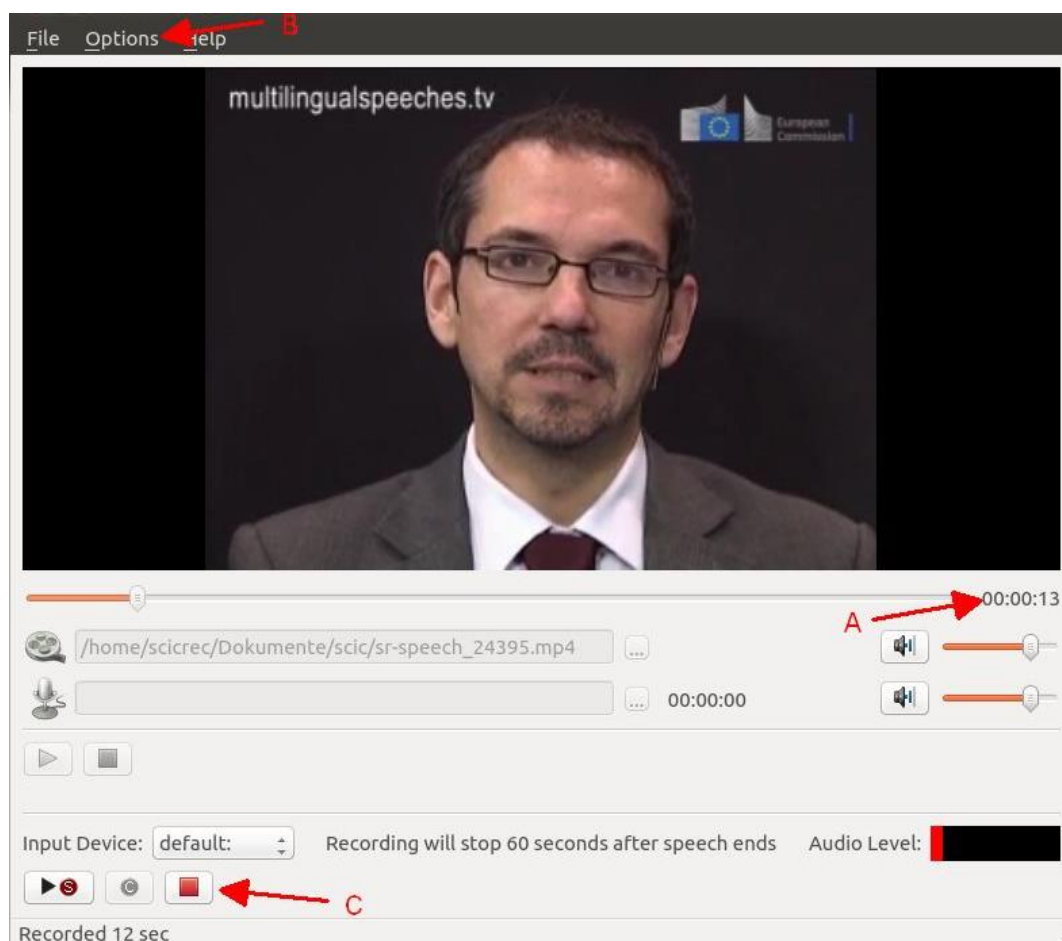 File Options Help B
multilingualspeeches.tv
European
Commission
00:00:13
A
/home/scicrec/Dokumente/scic/sr-speech_24395.mp4 ...
... 00:00:00
Input Device: default: Recording will stop 60 seconds after speech ends Audio Level:
S C
C
Recorded 12 sec